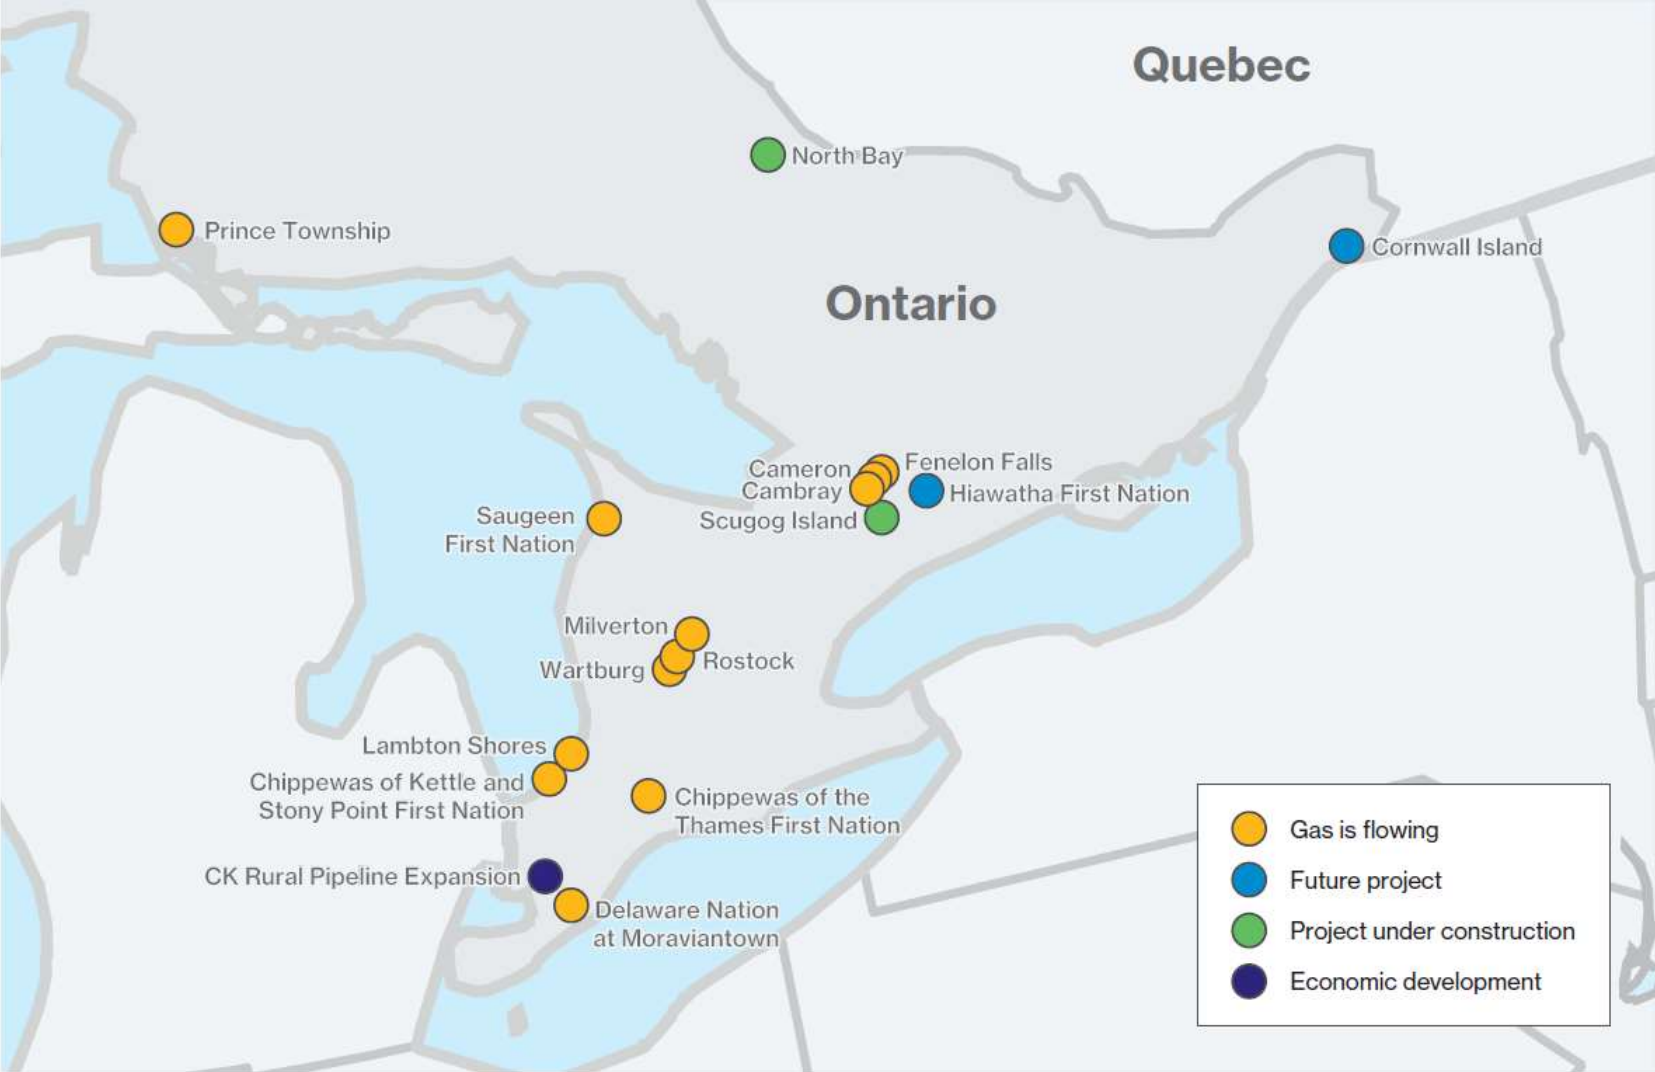 Quebec
North Bay
Prince Township
Cornwall Island
Ontario
Fenelon Falls
Cameron
Cambray
Hiawatha First Nation
Scugog Island
Saugeen
First Nation
Milverton
Rostock
Wartburg
Lambton Shores
Chippewas of Kettle and
Stony Point First Nation
Chippewas of the
Thames First Nation
CK Rural Pipeline Expansion
Delaware Nation
at Moraviantown
Gas is flowing
Future project
Project under construction
Economic development